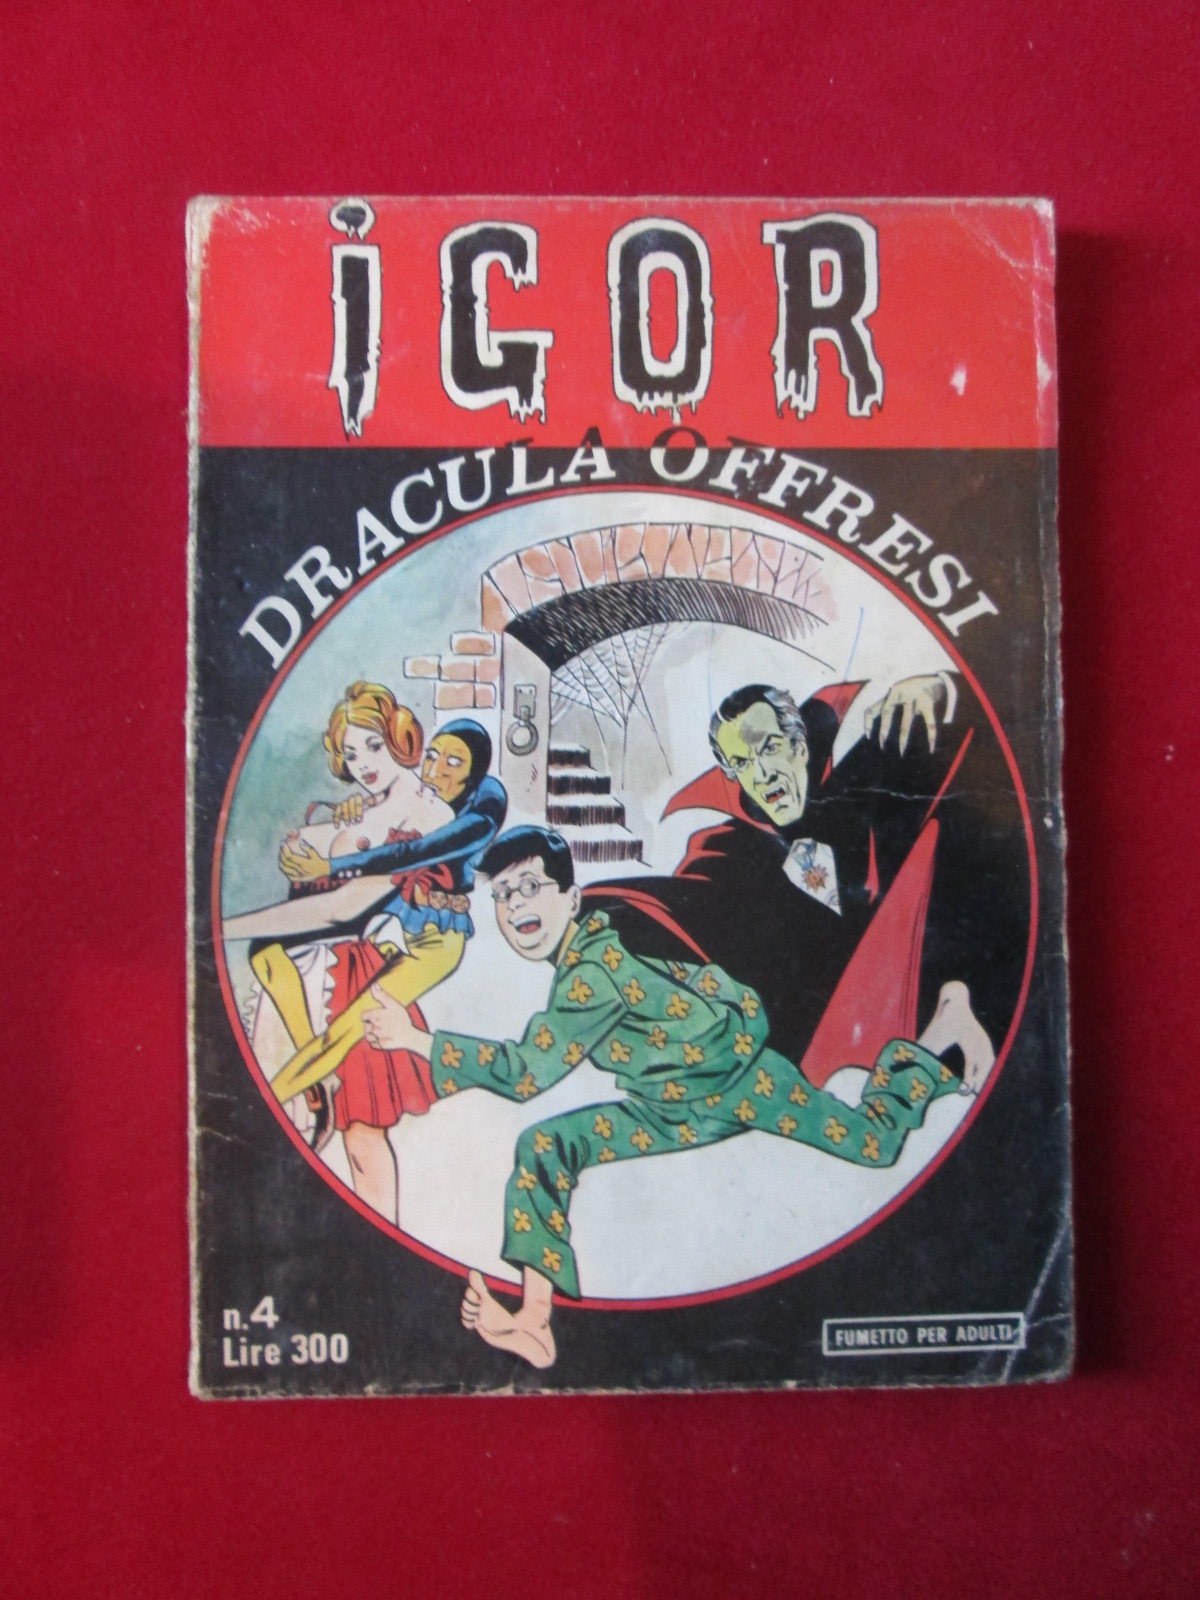 iGOR
DRACULA OFFRESI
n.4
Lire 300
FUMETTO PER ADULTI